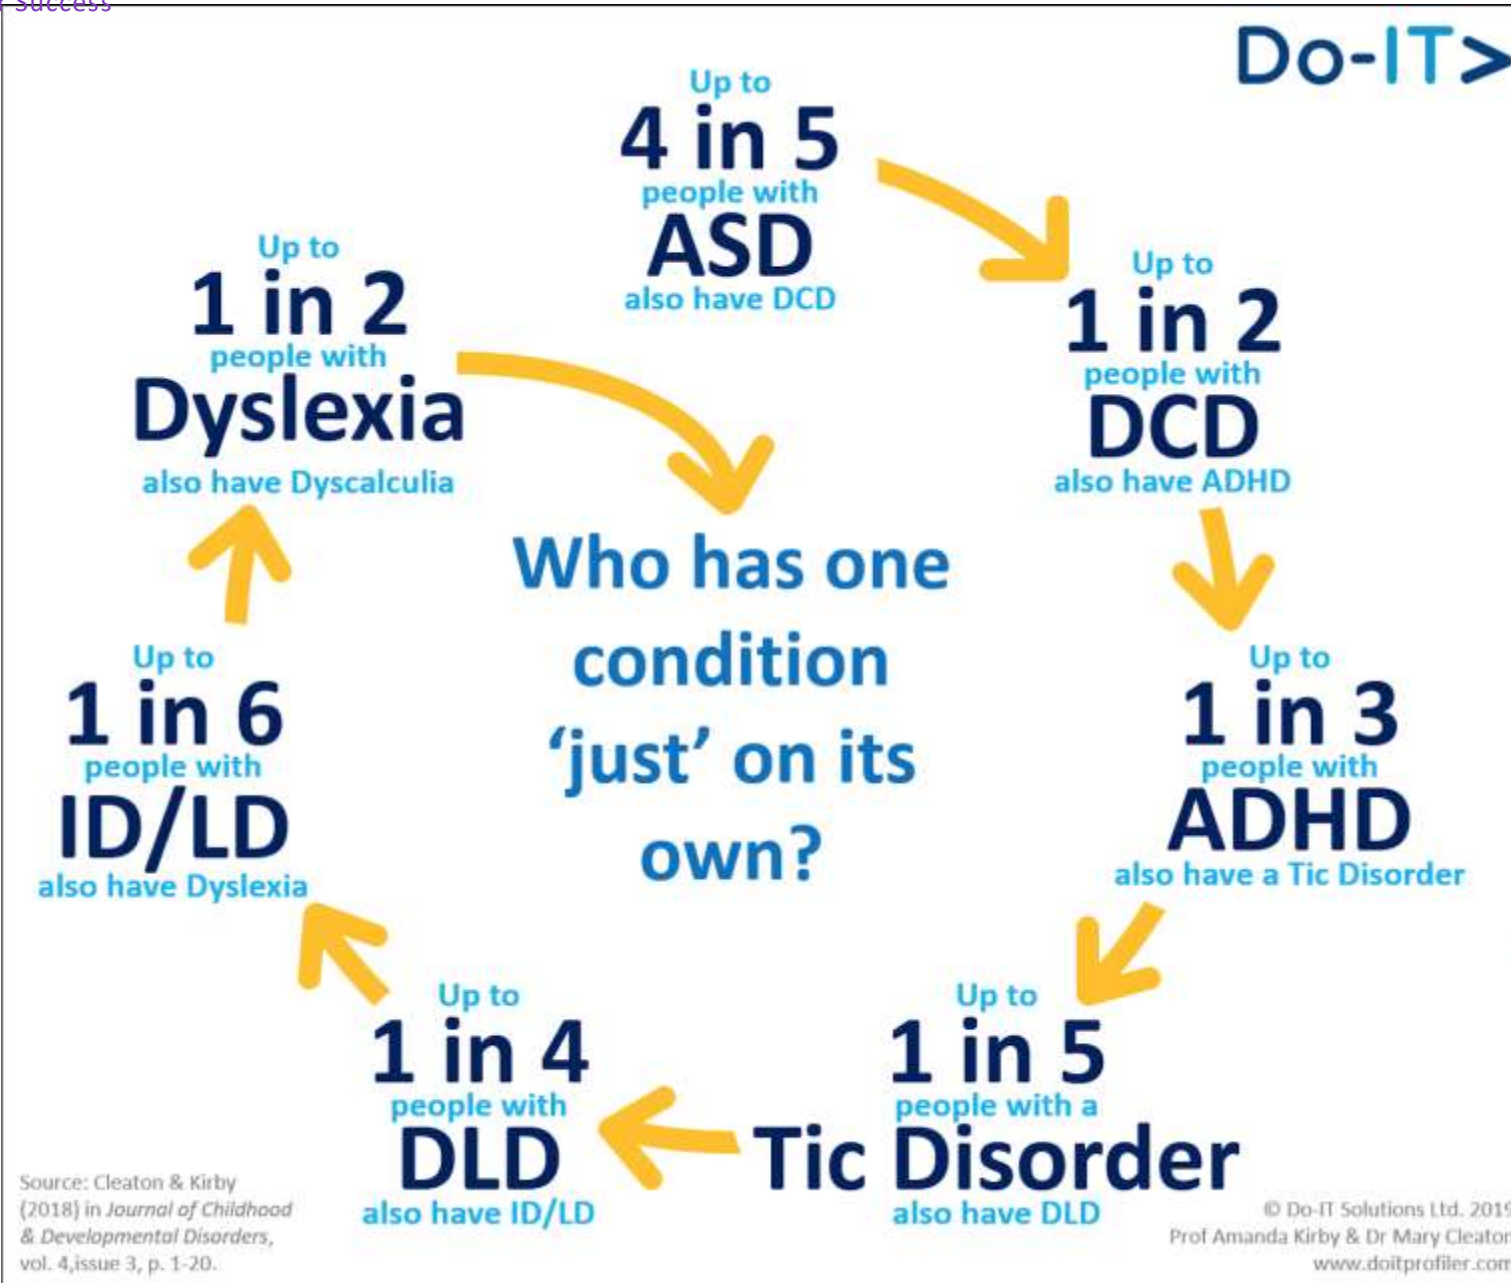 Success
Do-IT>
Up to
4 in 5
people with
ASD
also have DCD
Up to
1 in 2
people with
DCD
also have ADHD
Up to
1 in 3
people with
ADHD
also have a Tic Disorder
Up to
1 in 5
people with a
Tic Disorder
also have DLD
Up to
1 in 4
people with
DLD
also have ID/LD
Up to
1 in 6
people with
ID/LD
also have Dyslexia
Up to
1 in 2
people with
Dyslexia
also have Dyscalculia
Who has one
condition
‘just’ on its
own?
Source: Cleaton & Kirby
(2018) in Journal of Childhood
& Developmental Disorders,
vol. 4,issue 3, p. 1-20.
© Do-IT Solutions Ltd. 2019
Prof Amanda Kirby & Dr Mary Cleaton
www.doitprofiler.com